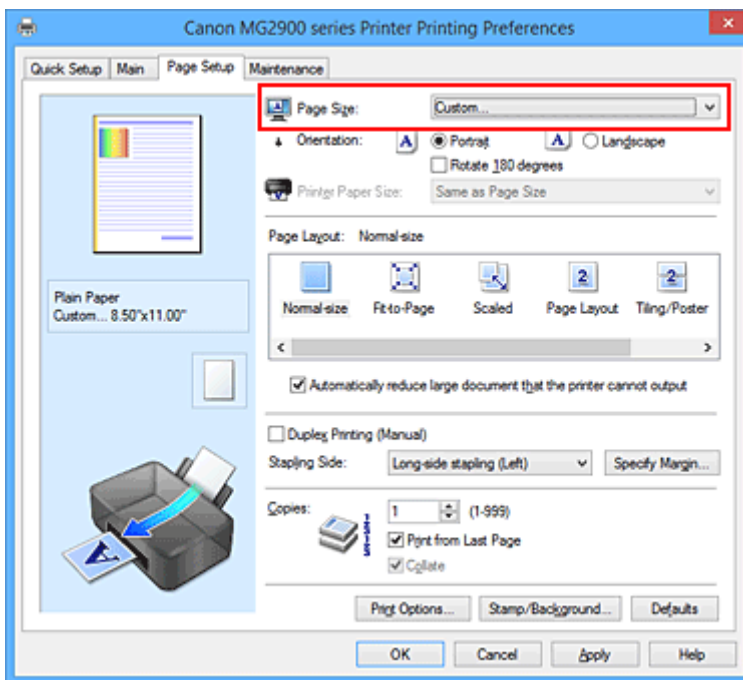 Canon MG2900 series Printer Printing Preferences
Quick Setup Main Page Setup Maintenance
Page Size: Custom...
Orientation: A Portrait A Landscape
Rotate 180 degrees
Printer Paper Size: Same as Page Size
Page Layout: Normal-size
Normal-size Fit-to-Page Scaled Page Layout Tiling/Poster
Plain Paper
Custom... 8.50"x11.00"
Automatically reduce large document that the printer cannot output
Duplex Printing (Manual)
Stapling Side: Long-side stapling (Left) Specify Margin...
Copies: 1 (1-999)
Print from Last Page
Collate
Print Options... Stamp/Background... Defaults
OK Cancel Apply Help